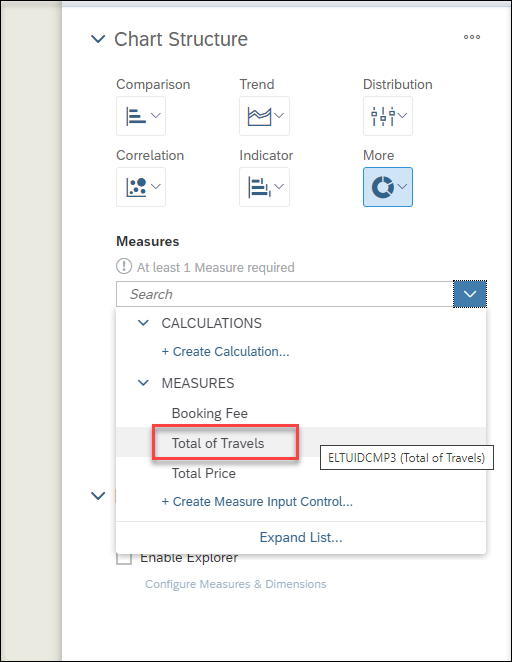 Chart Structure
Comparison Trend Distribution
Correlation Indicator More
Measures
At least 1 Measure required
Search
CALCULATIONS
+ Create Calculation...
MEASURES
Booking Fee
Total of Travels
ELTUIDCMP3 (Total of Travels)
Total Price
+ Create Measure Input Control...
Expand List...
Enable Explorer
Configure Measures & Dimensions